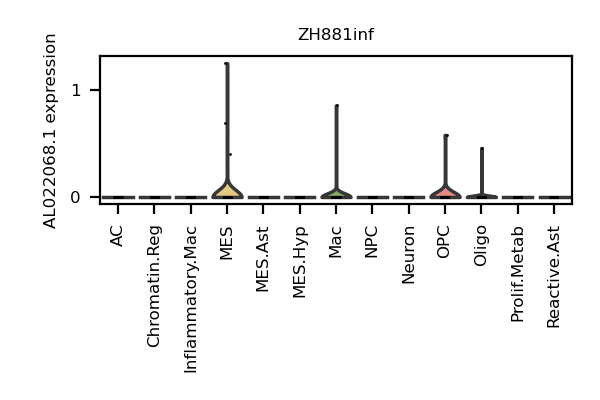 ZH881inf
AL022068.1 expression
1
0
AC
Chromatin.Reg
Inflammatory.Mac
MES
MES.Ast
MES.Hyp
Mac
NPC
Neuron
OPC
Oligo
Prolif.Metab
Reactive.Ast